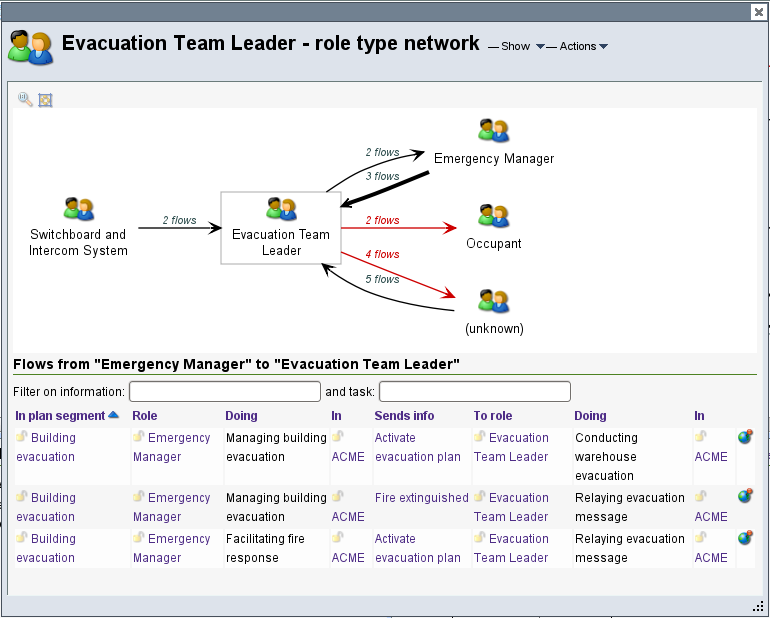 Evacuation Team Leader - role type network — Show — Actions
2 flows
Emergency Manager
3 flows
2 flows
Switchboard and
Intercom System
Evacuation Team
Leader
2 flows
Occupant
4 flows
5 flows
(unknown)
Flows from "Emergency Manager" to "Evacuation Team Leader"
Filter on information: and task:
In plan segment Role Doing In Sends info To role Doing In
Building Emergency Managing building Activate Evacuation Conducting
evacuation Manager evacuation ACME evacuation plan Team Leader warehouse ACME
evacuation
Building Emergency Managing building Fire extinguished Evacuation Relaying evacuation
evacuation Manager evacuation ACME Team Leader message ACME
Building Emergency Facilitating fire Activate Evacuation Relaying evacuation
evacuation Manager response ACME evacuation plan Team Leader message ACME